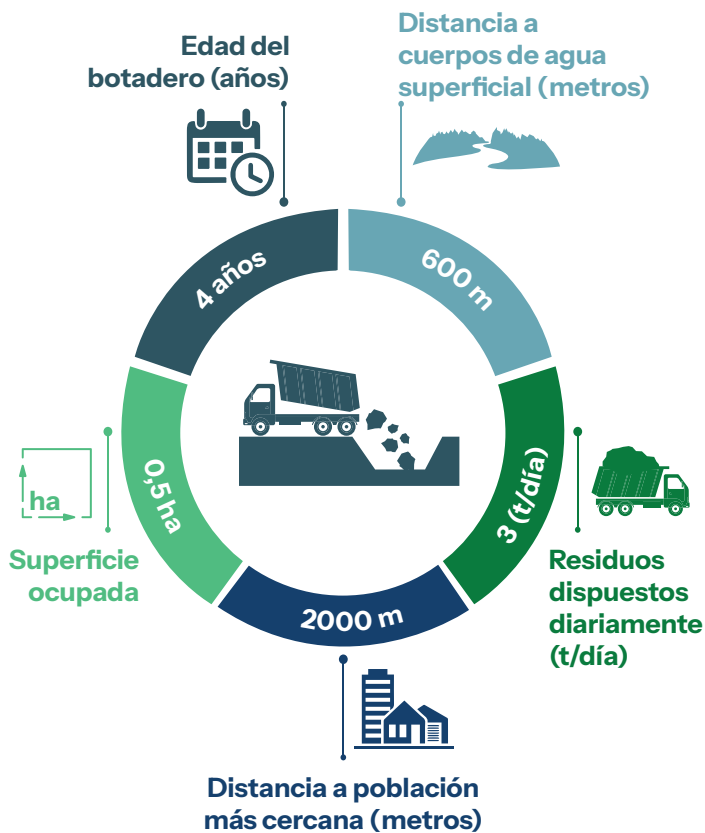 Edad del
botadero (años)
Distancia a
cuerpos de agua
superficial (metros)
4 años
600 m
0,5 ha
3 (t/día)
2000 m
ha
Superficie
ocupada
Residuos
dispuestos
diariamente
(t/día)
Distancia a población
más cercana (metros)